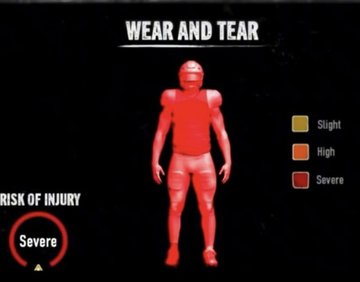 WEAR AND TEAR
Slight
High
Severe
RISK OF INJURY
Severe